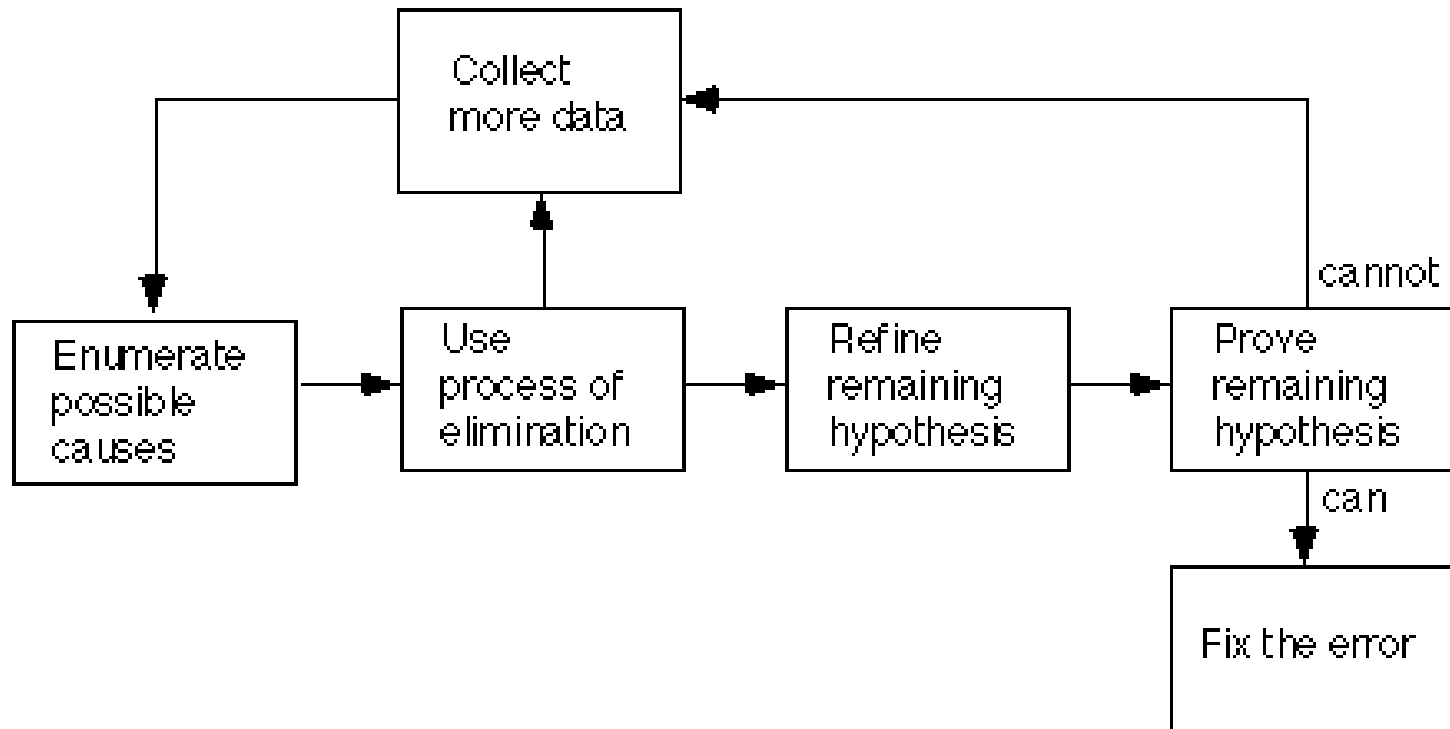 Collect
more data
cannot
Enumerate
possible
causes
Use
process of
elimination
Refine
remaining
hypothesis
Prove
remaining
hypothesis
can
Fix the error